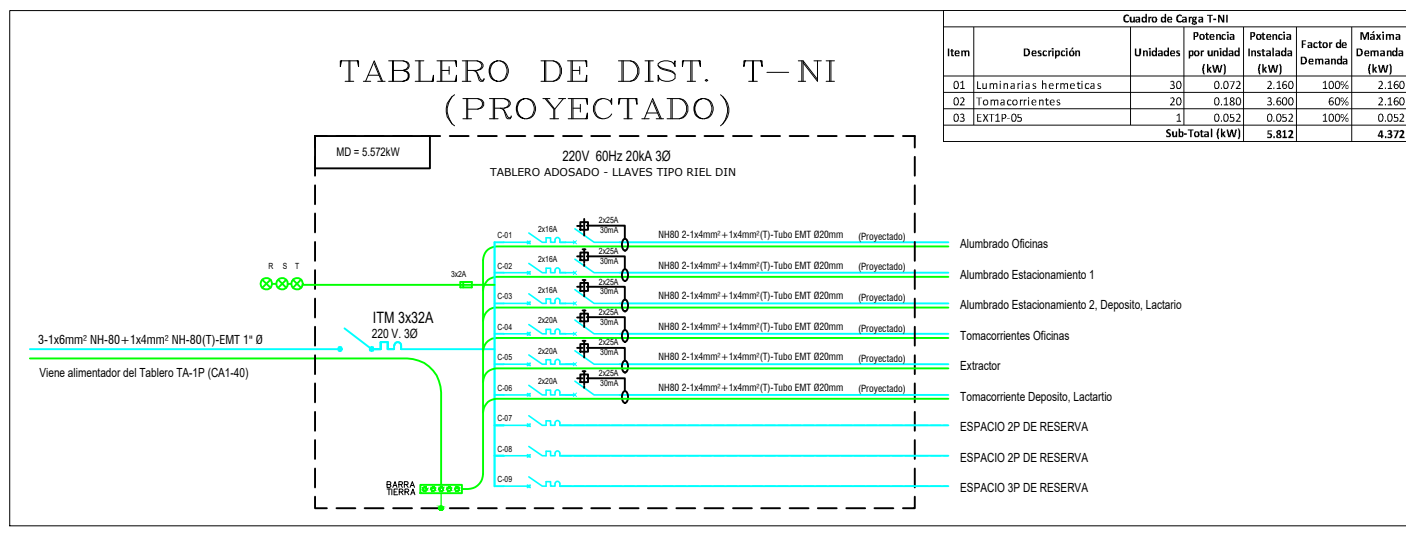 Cuadro de Carga T-NI
Item Descripción Unidades Potencia por unidad (kW) Potencia Instalada (kW) Factor de Demanda Máxima Demanda (kW)
01 Luminarias hermeticas 30 0.072 2.160 100% 2.160
02 Tomacorrientes 20 0.180 3.600 60% 2.160
03 EXT1P-05 1 0.052 0.052 100% 0.052
Sub-Total (kW) 5.812 4.372
TABLERO DE DIST. T-NI
(PROYECTADO)
MD = 5.572kW
220V 60Hz 20kA 3Ø
TABLERO ADOSADO - LLAVES TIPO RIEL DIN
C-01 2x16A 2x25A 30mA NH80 2-1x4mm²+1x4mm²(T)-Tubo EMT Ø20mm (Proyectado) Alumbrado Oficinas
C-02 2x16A 2x25A 30mA NH80 2-1x4mm²+1x4mm²(T)-Tubo EMT Ø20mm (Proyectado) Alumbrado Estacionamiento 1
C-03 2x16A 2x25A 30mA NH80 2-1x4mm²+1x4mm²(T)-Tubo EMT Ø20mm (Proyectado) Alumbrado Estacionamiento 2, Deposito, Lactario
C-04 2x20A 2x25A 30mA NH80 2-1x4mm²+1x4mm²(T)-Tubo EMT Ø20mm (Proyectado) Tomacorrientes Oficinas
C-05 2x20A 2x25A 30mA NH80 2-1x4mm²+1x4mm²(T)-Tubo EMT Ø20mm (Proyectado) Extractor
C-06 2x20A 2x25A 30mA NH80 2-1x4mm²+1x4mm²(T)-Tubo EMT Ø20mm (Proyectado) Tomacorriente Deposito, Lactartio
C-07 ESPACIO 2P DE RESERVA
C-08 ESPACIO 2P DE RESERVA
C-09 ESPACIO 3P DE RESERVA
R S T
3x2A
ITM 3x32A
220 V. 3Ø
3-1x6mm² NH-80+1x4mm² NH-80(T)-EMT 1" Ø
Viene alimentador del Tablero TA-1P (CA1-40)
BARRA
TIERRA